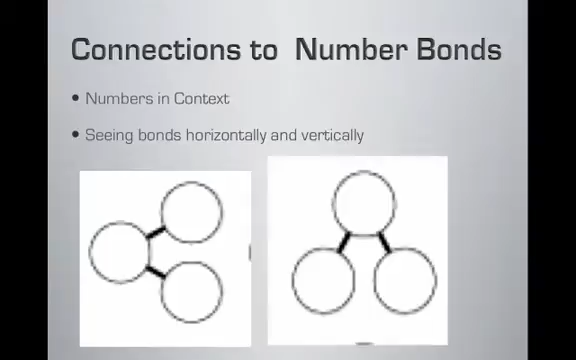 Connections to Number Bonds
• Numbers in Context
• Seeing bonds horizontally and vertically